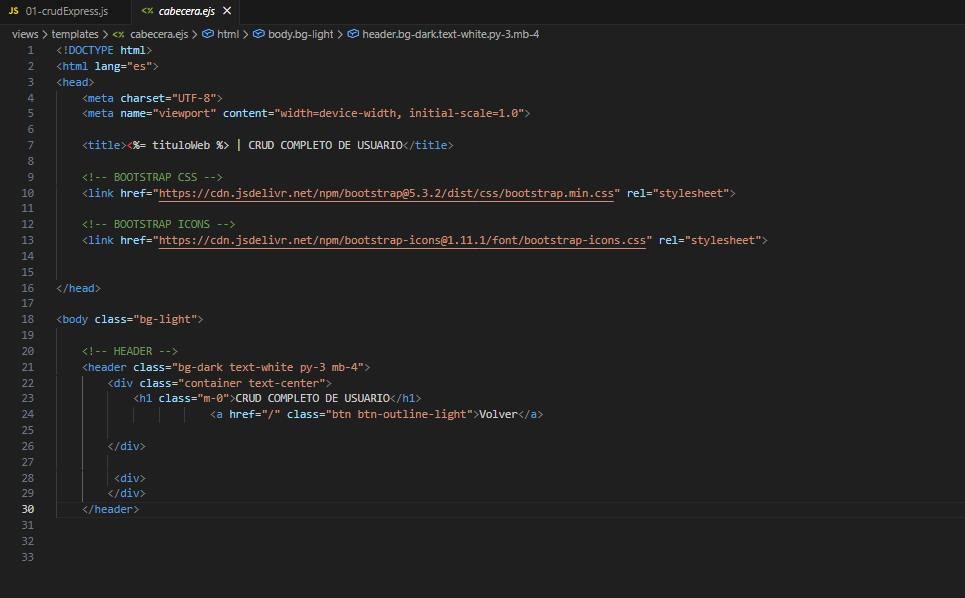 JS 01-crudExpress.js <% cabecera.ejs ×
views > templates > <% cabecera.ejs > html > body.bg-light > header.bg-dark.text-white.py-3.mb-4
1 <!DOCTYPE html>
2 <html lang="es">
3 <head>
4 <meta charset="UTF-8">
5 <meta name="viewport" content="width=device-width, initial-scale=1.0">
6
7 <title><%= tituloWeb %> | CRUD COMPLETO DE USUARIO</title>
8
9 <!-- BOOTSTRAP CSS -->
10 <link href="https://cdn.jsdelivr.net/npm/bootstrap@5.3.2/dist/css/bootstrap.min.css" rel="stylesheet">
11
12 <!-- BOOTSTRAP ICONS -->
13 <link href="https://cdn.jsdelivr.net/npm/bootstrap-icons@1.11.1/font/bootstrap-icons.css" rel="stylesheet">
14
15
16 </head>
17
18 <body class="bg-light">
19
20 <!-- HEADER -->
21 <header class="bg-dark text-white py-3 mb-4">
22 <div class="container text-center">
23 <h1 class="m-0">CRUD COMPLETO DE USUARIO</h1>
24 <a href="/" class="btn btn-outline-light">Volver</a>
25
26 </div>
27
28 <div>
29 </div>
30 </header>
31
32
33